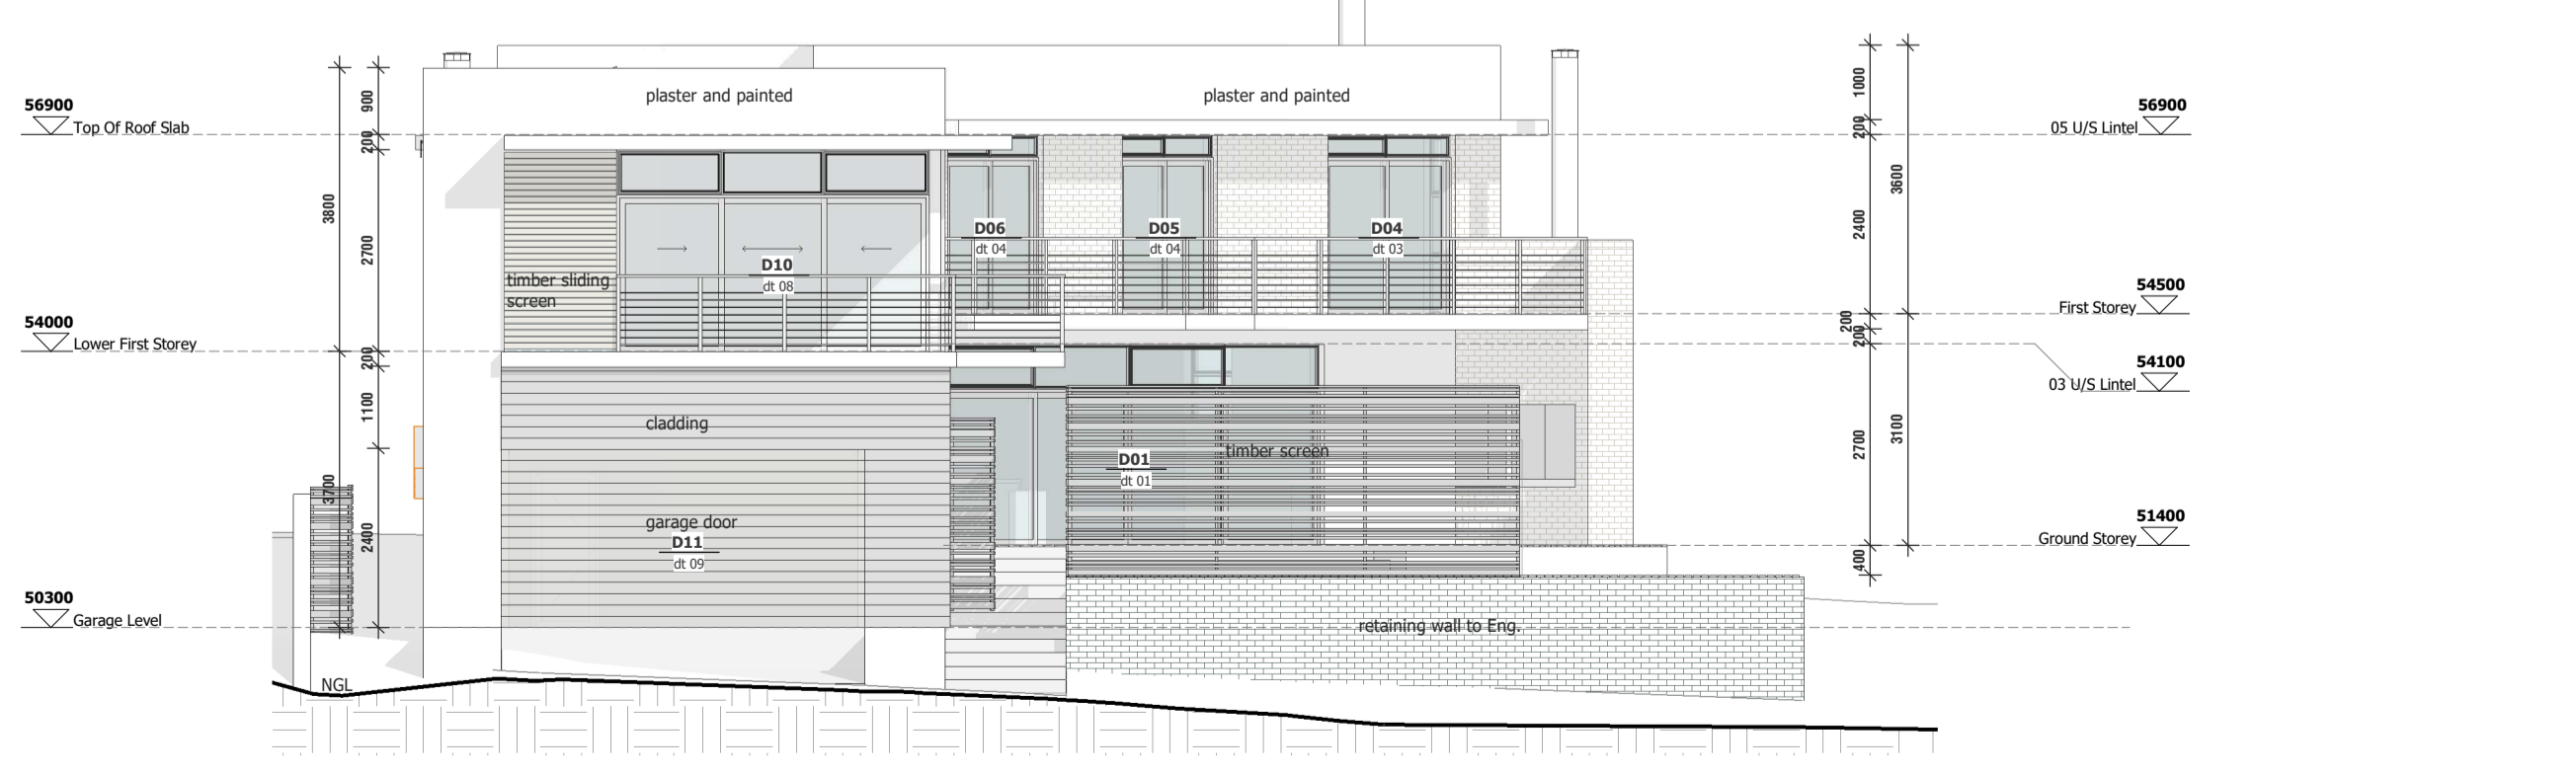 plaster and painted
plaster and painted
56900
Top Of Roof Slab
54000
Lower First Storey
50300
Garage Level
3800
3700
900
200
2700
200
1100
2400
timber sliding
screen
D10
dt 08
D06
dt 04
D05
dt 04
D04
dt 03
cladding
garage door
D11
dt 09
D01
dt 01
timber screen
retaining wall to Eng.
NGL
1000
200
2400
200
200
2700
400
3600
3100
56900
05 U/S Lintel
54500
First Storey
54100
03 U/S Lintel
51400
Ground Storey